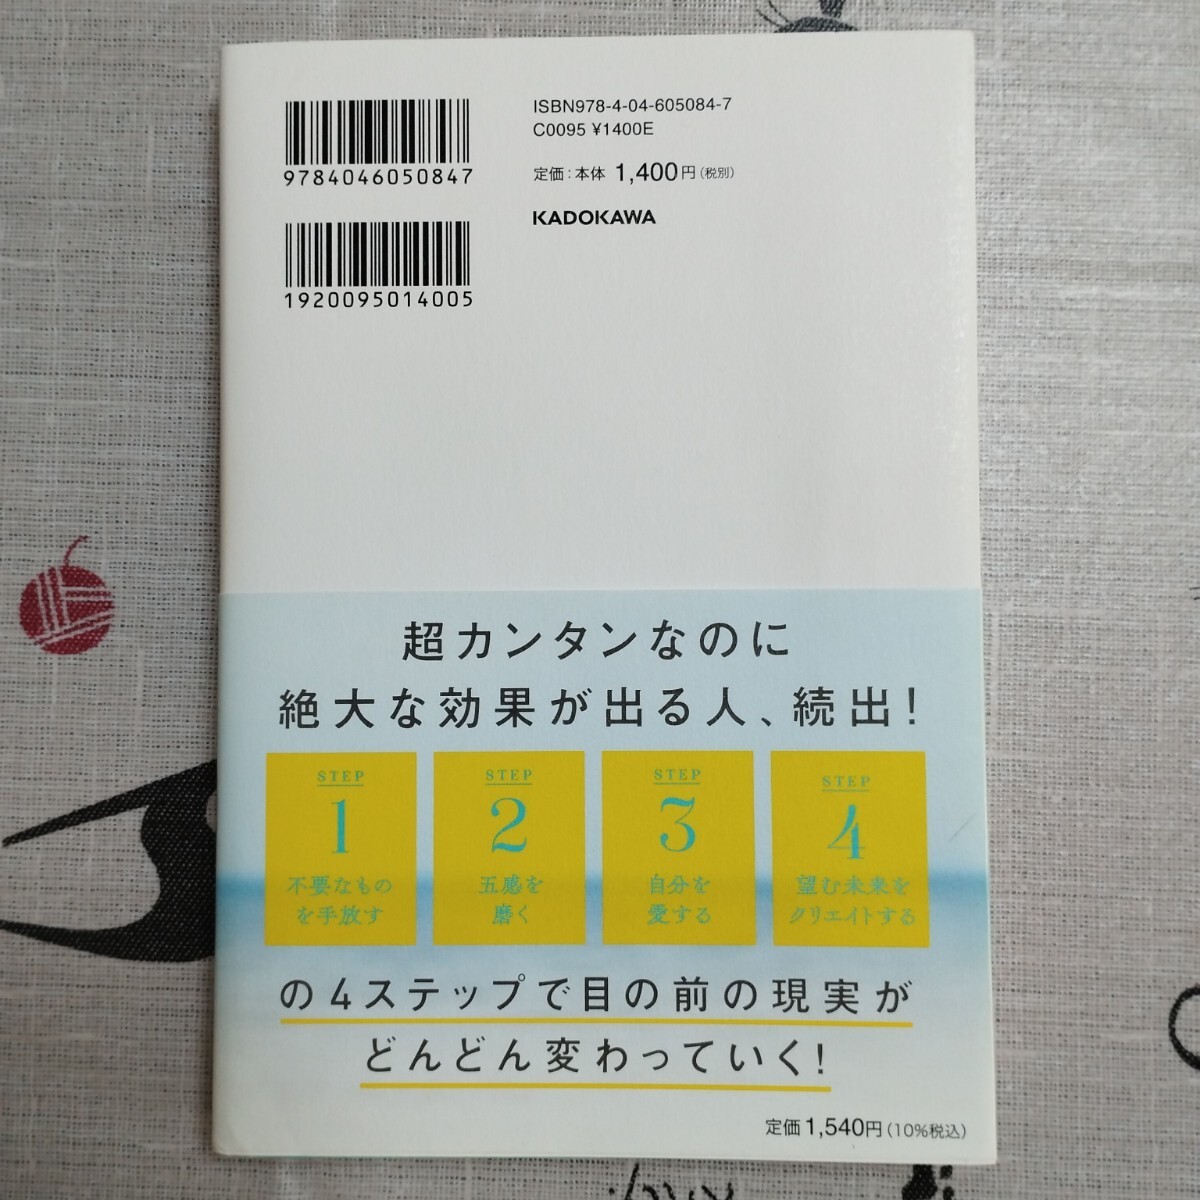 ISBN978-4-04-605084-7
C0095 ¥1400E
定価:本体 1,400円(税別)
KADOKAWA
9784046050847
1920095014005
超カンタンなのに
絶大な効果が出る人、続出!
STEP
1
不要なもの
を手放す
STEP
2
五感を
磨く
STEP
3
自分を
愛する
STEP
4
望む未来を
クリエイトする
の4ステップで目の前の現実が
どんどん変わっていく!
定価1,540円(10%税込)